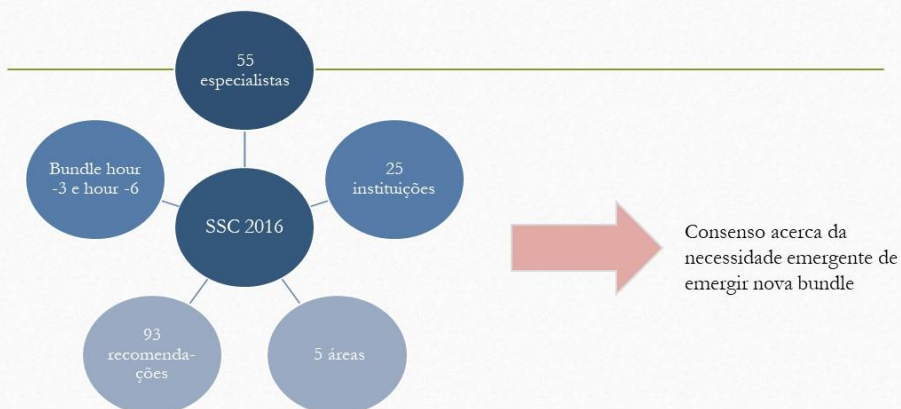 55
especialistas
Bundle hour
-3 e hour -6
25
instituições
SSC 2016
Consenso acerca da
necessidade emergente de
emergir nova bundle
93
recomenda-
ções
5 áreas